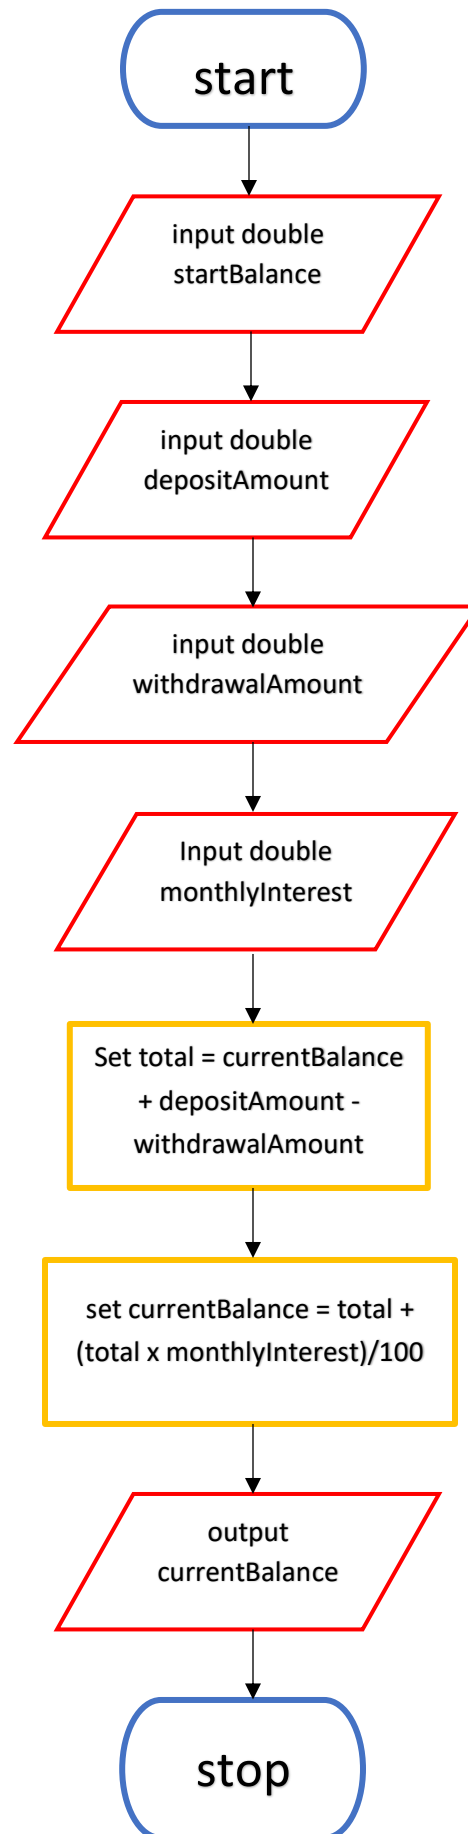 start
input double
startBalance
input double
depositAmount
input double
withdrawalAmount
Input double
monthlyInterest
Set total = currentBalance
+ depositAmount -
withdrawalAmount
set currentBalance = total +
(total x monthlyInterest)/100
output
currentBalance
stop